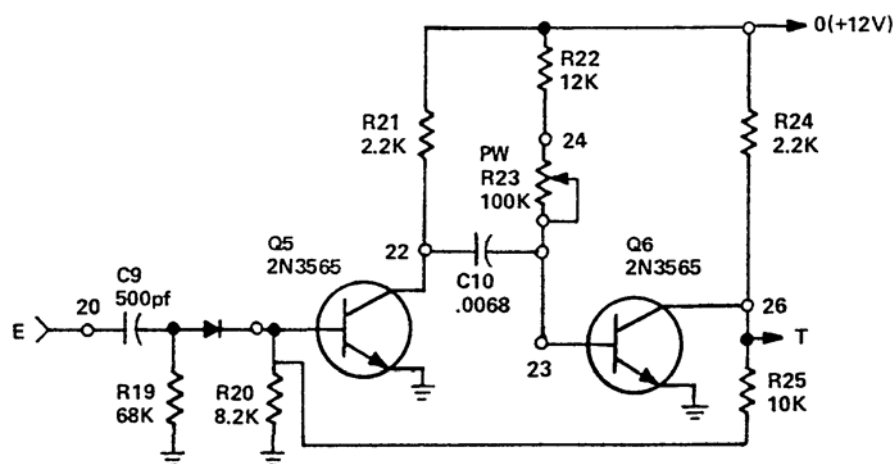 0(+12V)
R22
12K
R21
2.2K
24
R24
2.2K
PW
R23
100K
Q5
2N3565
22
Q6
2N3565
C10
.0068
C9
500pf
20
26
E
T
23
R19
68K
R20
8.2K
R25
10K